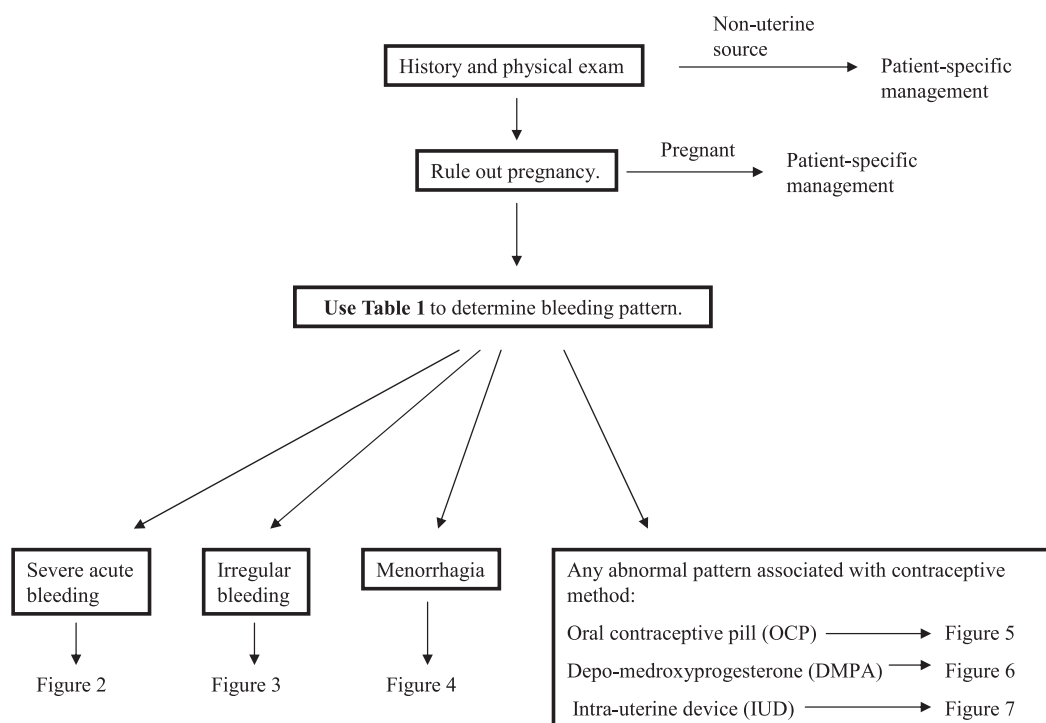 Non-uterine
source
History and physical exam
Patient-specific
management
Pregnant
Rule out pregnancy.
Patient-specific
management
Use Table 1 to determine bleeding pattern.
Severe acute
bleeding
Figure 2
Irregular
bleeding
Figure 3
Menorrhagia
Figure 4
Any abnormal pattern associated with contraceptive
method:
Oral contraceptive pill (OCP) Figure 5
Depo-medroxyprogesterone (DMPA) Figure 6
Intra-uterine device (IUD) Figure 7